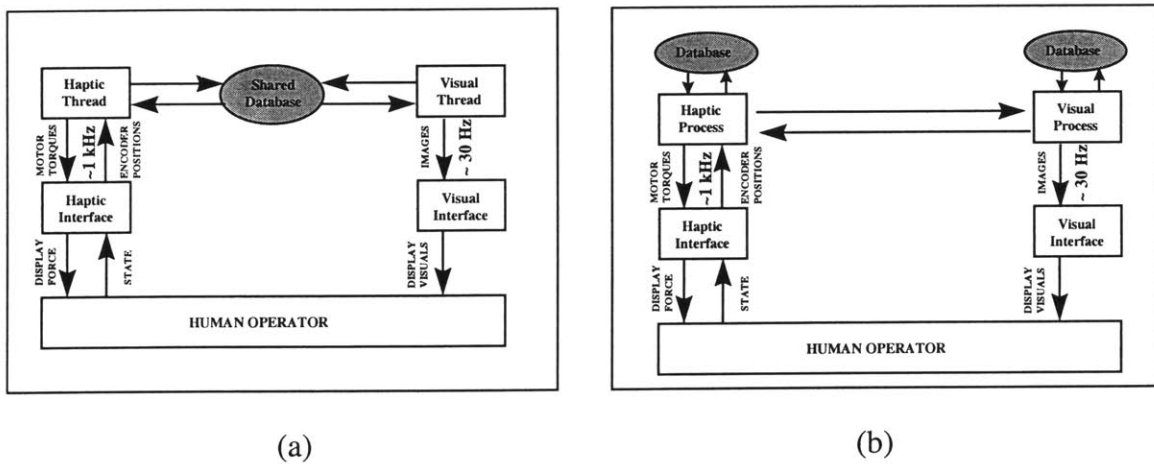 Haptic
Thread
Shared
Database
Visual
Thread
MOTOR
TORQUES
~1 kHz
ENCODER
POSITIONS
IMAGES
~ 30 Hz
Haptic
Interface
Visual
Interface
DISPLAY
FORCE
STATE
DISPLAY
VISUALS
HUMAN OPERATOR
(a)
Database
Database
Haptic
Process
Visual
Process
MOTOR
TORQUES
~1 kHz
ENCODER
POSITIONS
IMAGES
~ 30 Hz
Haptic
Interface
Visual
Interface
DISPLAY
FORCE
STATE
DISPLAY
VISUALS
HUMAN OPERATOR
(b)